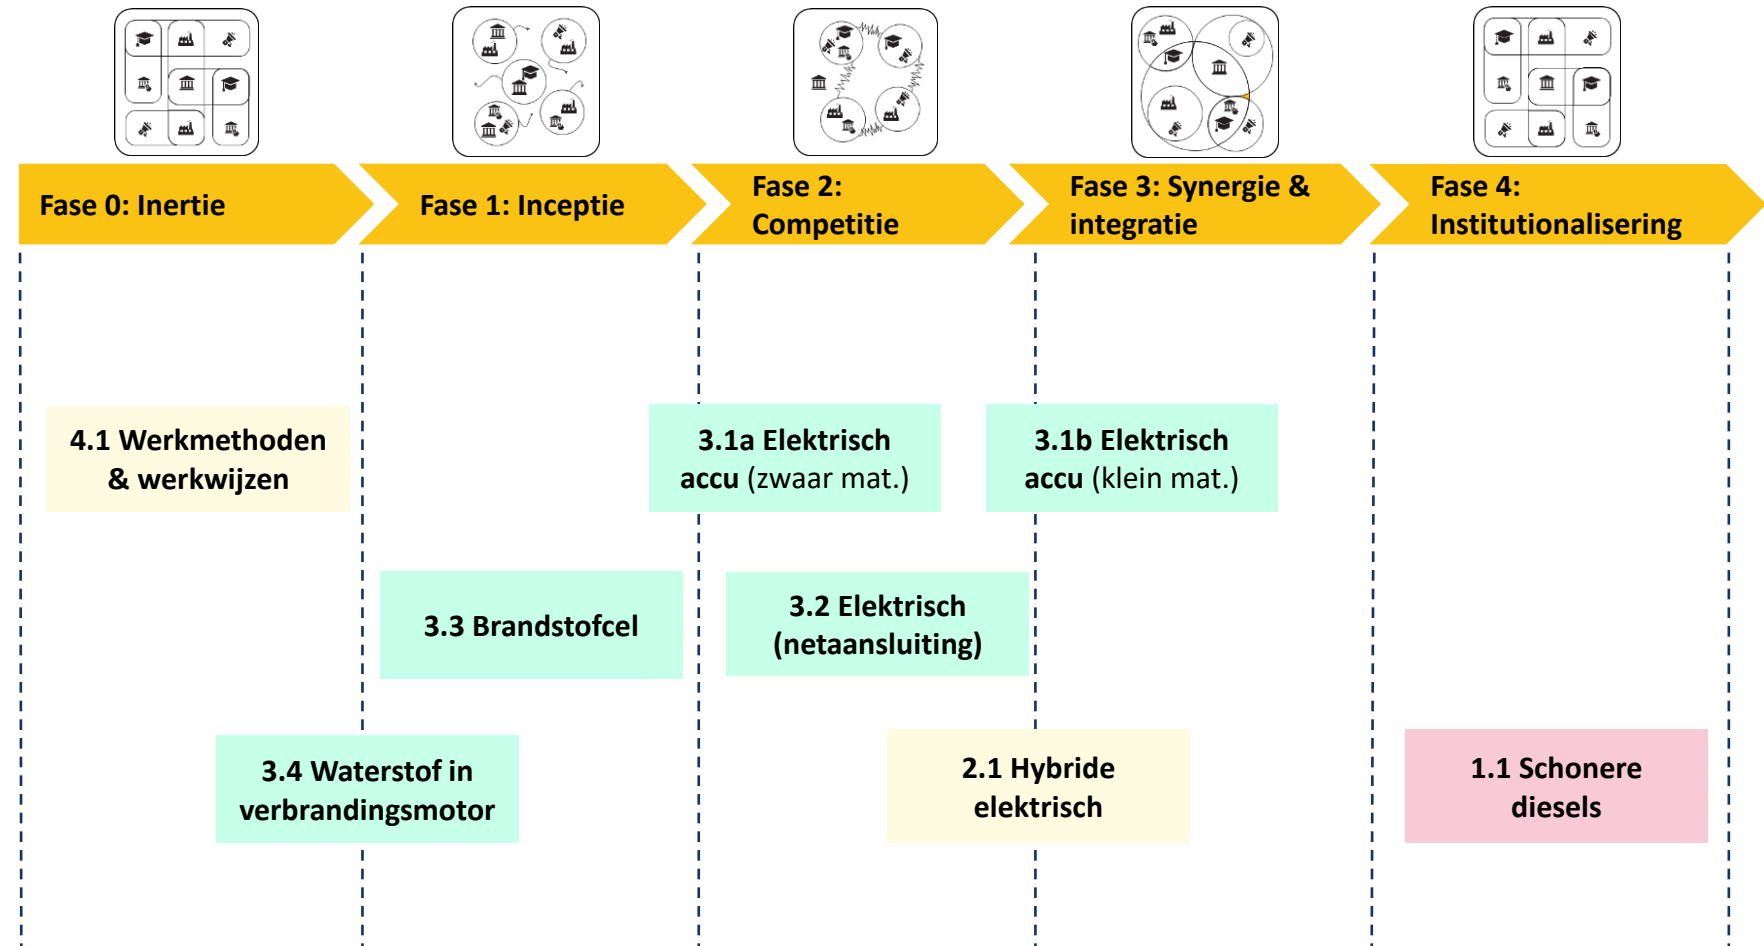 Fase 0: Inertie
Fase 1: Inceptie
Fase 2:
Competitie
Fase 3: Synergie &
integratie
Fase 4:
Institutionalisering
4.1 Werkmethoden
& werkwijzen
3.1a Elektrisch
accu (zwaar mat.)
3.1b Elektrisch
accu (klein mat.)
3.3 Brandstofcel
3.2 Elektrisch
(netaansluiting)
3.4 Waterstof in
verbrandingsmotor
2.1 Hybride
elektrisch
1.1 Schonere
diesels